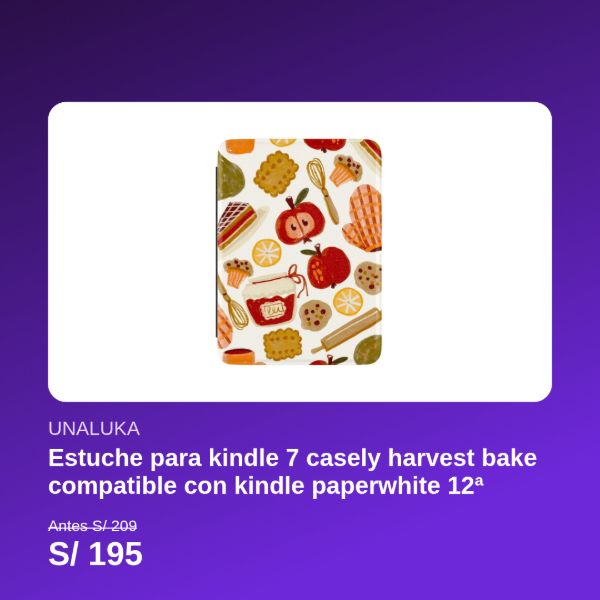 UNALUKA
Estuche para kindle 7 casely harvest bake
compatible con kindle paperwhite 12ª
Antes S/ 209
S/ 195